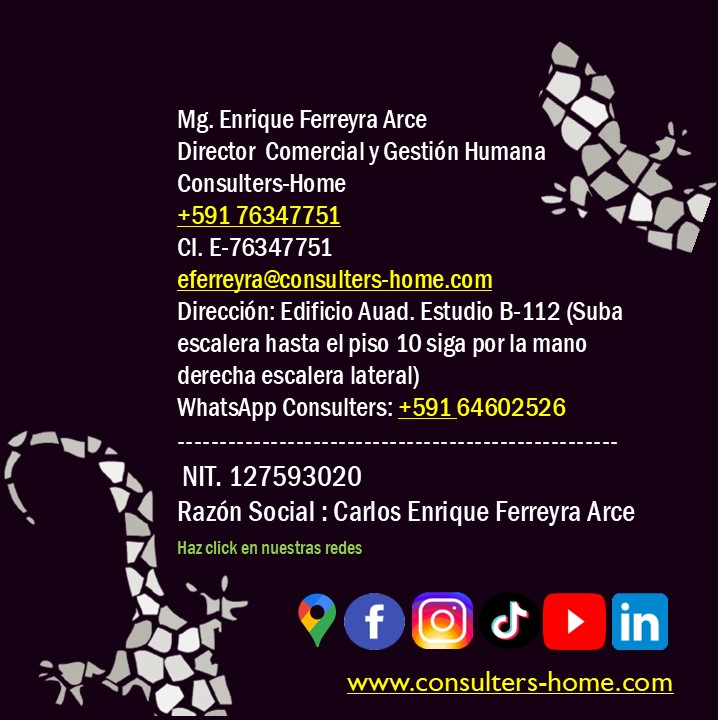 Mg. Enrique Ferreyra Arce
Director Comercial y Gestión Humana
Consulters-Home
+591 76347751
CI. E-76347751
eferreyra@consulters-home.com
Dirección: Edificio Auad. Estudio B-112 (Suba
escalera hasta el piso 10 siga por la mano
derecha escalera lateral)
WhatsApp Consulters: +591 64602526
----------------------------------------------------
NIT. 127593020
Razón Social : Carlos Enrique Ferreyra Arce
Haz click en nuestras redes
f in
www.consulters-home.com